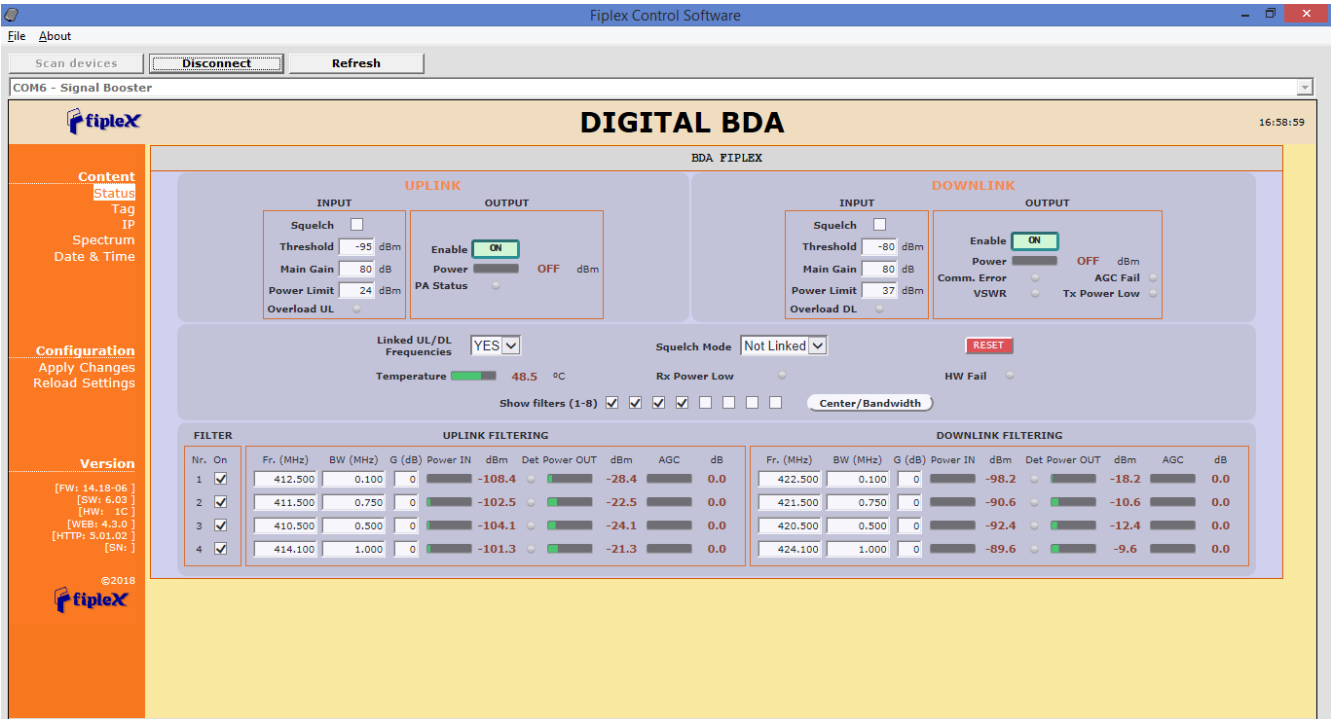 Fiplex Control Software
File About
Scan devices Disconnect Refresh
COM6 - Signal Booster
fipleX DIGITAL BDA 16:58:59
BDA FIPLEX
Content
Status
Tag
IP
Spectrum
Date & Time
Configuration
Apply Changes
Reload Settings
Version
[FW: 14.18-06 ]
[SW: 6.03 ]
[HW: 1C ]
[WEB: 4.3.0 ]
[HTTP: 5.01.02 ]
[SN: ]
©2018
fipleX
UPLINK
INPUT OUTPUT
Squelch
Threshold -95 dBm
Main Gain 80 dB
Power Limit 24 dBm
Overload UL
Enable ON
Power OFF dBm
PA Status
DOWNLINK
INPUT OUTPUT
Squelch
Threshold -80 dBm
Main Gain 80 dB
Power Limit 37 dBm
Overload DL
Enable ON
Power OFF dBm
Comm. Error AGC Fail
VSWR Tx Power Low
Linked UL/DL
Frequencies YES Squelch Mode Not Linked RESET
Temperature 48.5 ºC Rx Power Low HW Fail
Show filters (1-8) Center/Bandwidth
FILTER UPLINK FILTERING DOWNLINK FILTERING
Nr. On Fr. (MHz) BW (MHz) G (dB) Power IN dBm Det Power OUT dBm AGC dB Fr. (MHz) BW (MHz) G (dB) Power IN dBm Det Power OUT dBm AGC dB
1 412.500 0.100 0 -108.4 -28.4 0.0 422.500 0.100 0 -98.2 -18.2 0.0
2 411.500 0.750 0 -102.5 -22.5 0.0 421.500 0.750 0 -90.6 -10.6 0.0
3 410.500 0.500 0 -104.1 -24.1 0.0 420.500 0.500 0 -92.4 -12.4 0.0
4 414.100 1.000 0 -101.3 -21.3 0.0 424.100 1.000 0 -89.6 -9.6 0.0